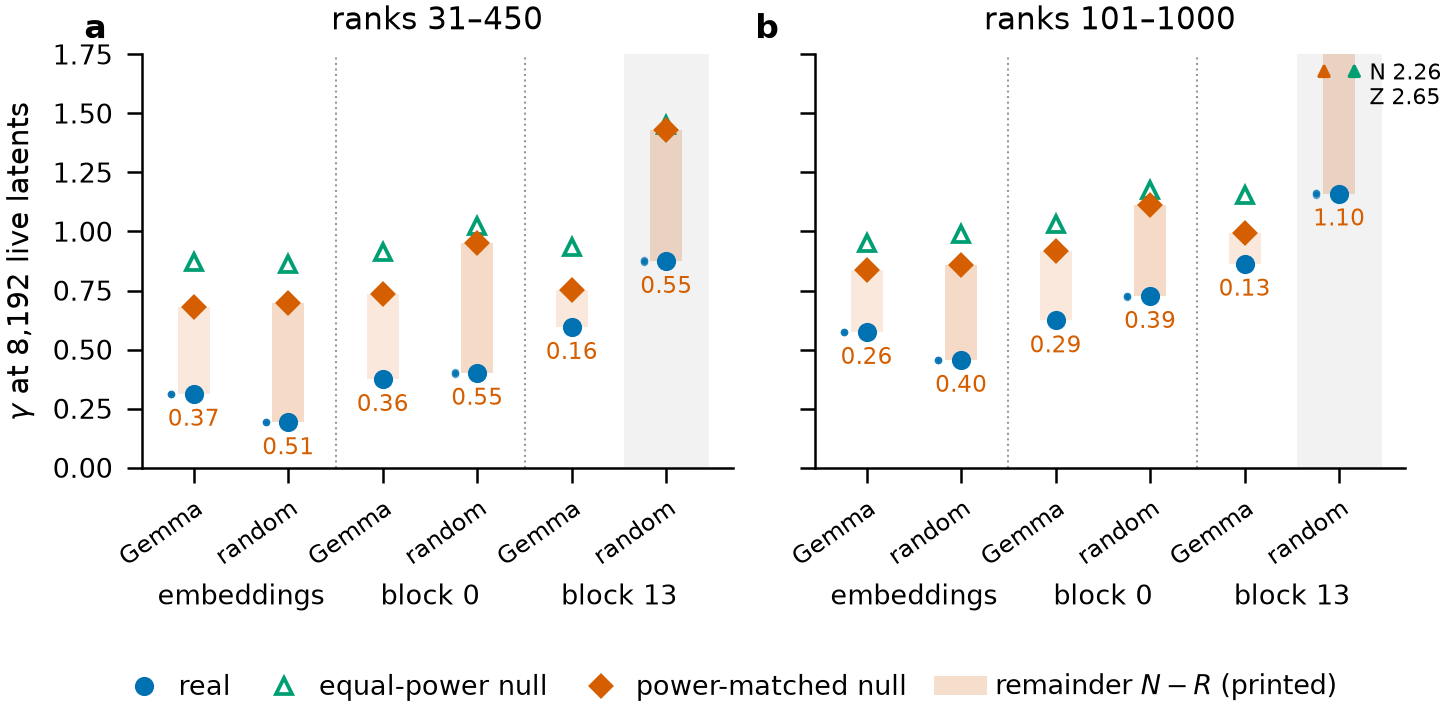 a
ranks 31–450
b
ranks 101–1000
γ at 8,192 live latents
1.75
1.50
1.25
1.00
0.75
0.50
0.25
0.00
0.37
0.51
0.36
0.55
0.16
0.55
0.26
0.40
0.29
0.39
0.13
1.10
N 2.26
Z 2.65
Gemma random Gemma random Gemma random
embeddings block 0 block 13
Gemma random Gemma random Gemma random
embeddings block 0 block 13
real equal-power null power-matched null remainder N − R (printed)